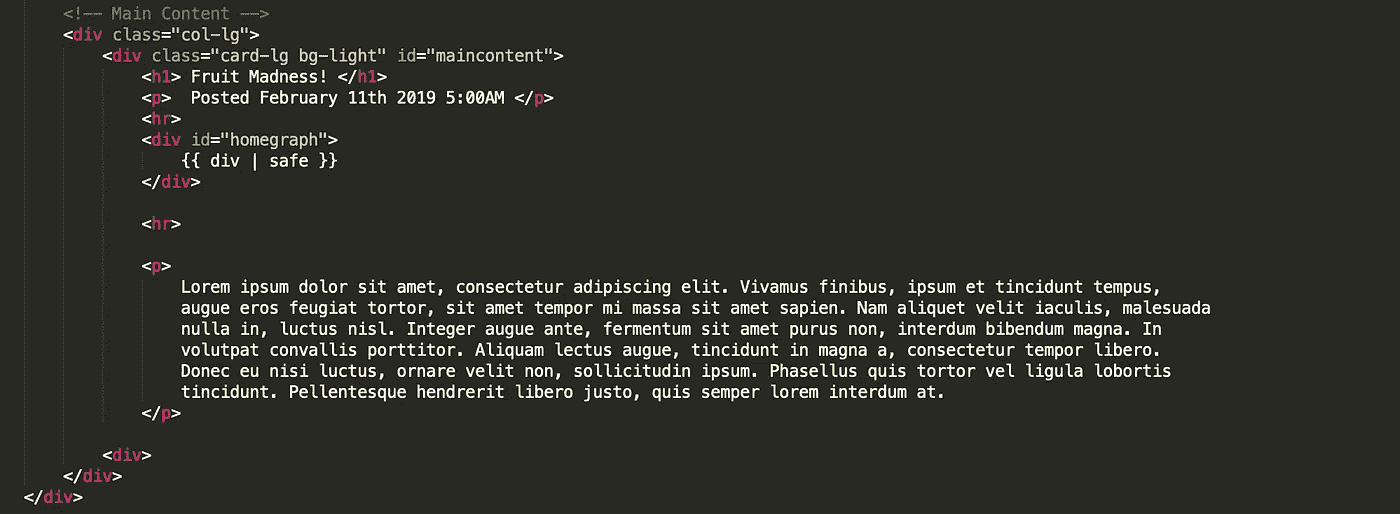 <!-- Main Content -->
<div class="col-lg">
<div class="card-lg bg-light" id="maincontent">
<h1> Fruit Madness! </h1>
<p>  Posted February 11th 2019 5:00AM </p>
<hr>
<div id="homegraph">
{{ div | safe }}
</div>
<hr>
<p>
Lorem ipsum dolor sit amet, consectetur adipiscing elit. Vivamus finibus, ipsum et tincidunt tempus,
augue eros feugiat tortor, sit amet tempor mi massa sit amet sapien. Nam aliquet velit iaculis, malesuada
nulla in, luctus nisl. Integer augue ante, fermentum sit amet purus non, interdum bibendum magna. In
volutpat convallis porttitor. Aliquam lectus augue, tincidunt in magna a, consectetur tempor libero.
Donec eu nisi luctus, ornare velit non, sollicitudin ipsum. Phasellus quis tortor vel ligula lobortis
tincidunt. Pellentesque hendrerit libero justo, quis semper lorem interdum at.
</p>
<div>
</div>
</div>